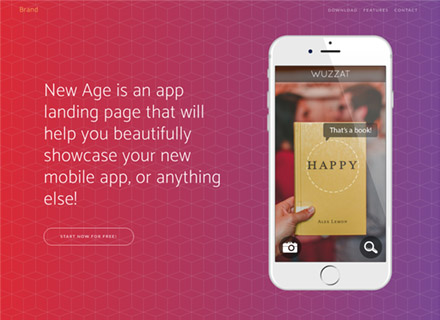 Brand
DOWNLOAD FEATURES CONTACT
WUZZAT
New Age is an app
landing page that will
help you beautifully
showcase your new
mobile app, or anything
else!
That's a book!
HAPPY
ALEX LEMON
START NOW FOR FREE!